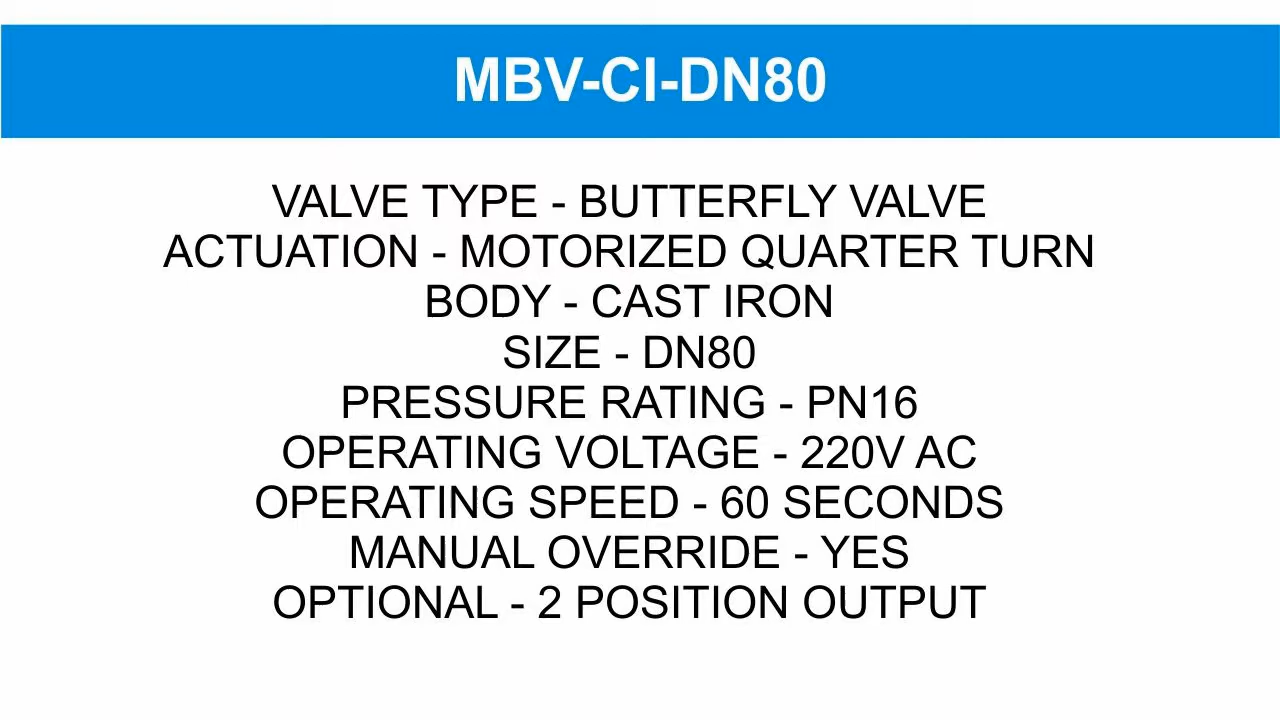 MBV-CI-DN80
VALVE TYPE - BUTTERFLY VALVE
ACTUATION - MOTORIZED QUARTER TURN
BODY - CAST IRON
SIZE - DN80
PRESSURE RATING - PN16
OPERATING VOLTAGE - 220V AC
OPERATING SPEED - 60 SECONDS
MANUAL OVERRIDE - YES
OPTIONAL - 2 POSITION OUTPUT